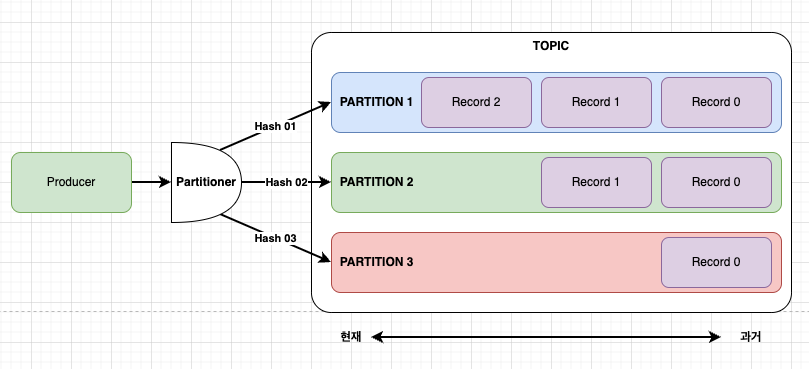 TOPIC
PARTITION 1
Record 2
Record 1
Record 0
Hash 01
Producer
Partitioner
Hash 02
PARTITION 2
Record 1
Record 0
Hash 03
PARTITION 3
Record 0
현재
과거